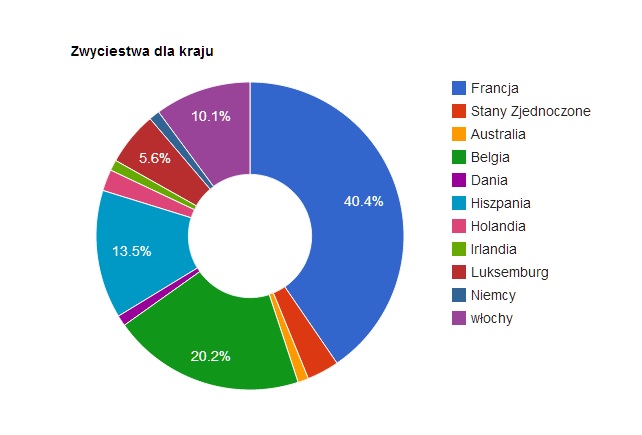 Zwyciestwa dla kraju
10.1%
5.6%
40.4%
13.5%
20.2%
Francja
Stany Zjednoczone
Australia
Belgia
Dania
Hiszpania
Holandia
Irlandia
Luksemburg
Niemcy
włochy